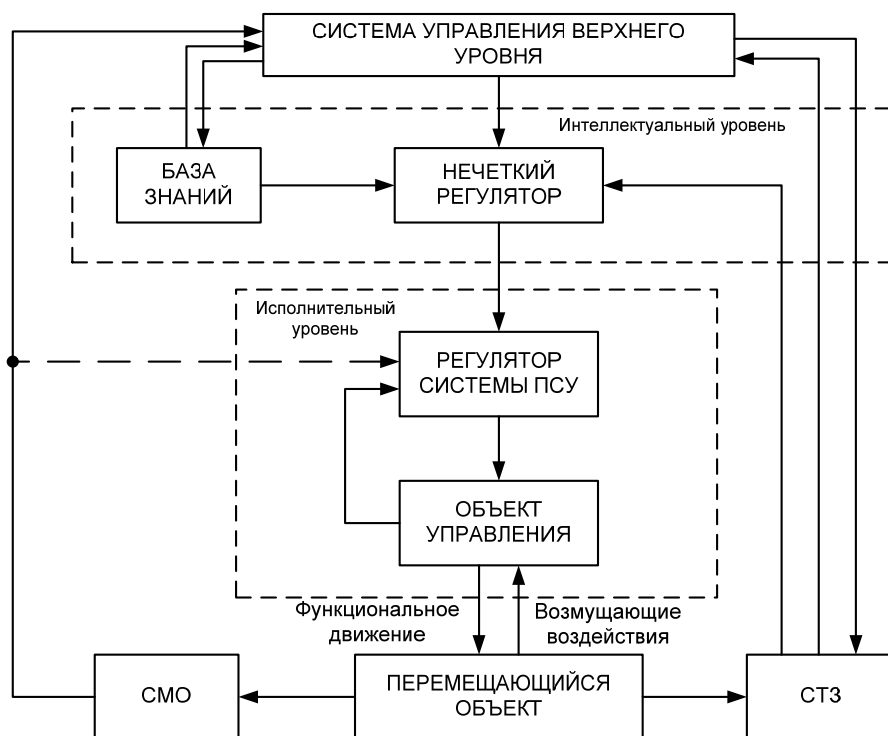 СИСТЕМА УПРАВЛЕНИЯ ВЕРХНЕГО
УРОВНЯ
Интеллектуальный уровень
БАЗА
ЗНАНИЙ
НЕЧЕТКИЙ
РЕГУЛЯТОР
Исполнительный
уровень
РЕГУЛЯТОР
СИСТЕМЫ ПСУ
ОБЪЕКТ
УПРАВЛЕНИЯ
Функциональное
движение
Возмущающие
воздействия
СМО
ПЕРЕМЕЩАЮЩИЙСЯ
ОБЪЕКТ
СТЗ